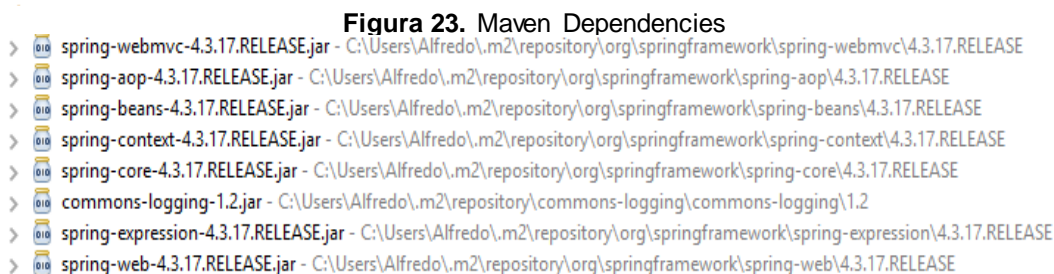 Figura 23. Maven Dependencies
> spring-webmvc-4.3.17.RELEASE.jar - C:\Users\Alfredo\.m2\repository\org\springframework\spring-webmvc\4.3.17.RELEASE
> spring-aop-4.3.17.RELEASE.jar - C:\Users\Alfredo\.m2\repository\org\springframework\spring-aop\4.3.17.RELEASE
> spring-beans-4.3.17.RELEASE.jar - C:\Users\Alfredo\.m2\repository\org\springframework\spring-beans\4.3.17.RELEASE
> spring-context-4.3.17.RELEASE.jar - C:\Users\Alfredo\.m2\repository\org\springframework\spring-context\4.3.17.RELEASE
> spring-core-4.3.17.RELEASE.jar - C:\Users\Alfredo\.m2\repository\org\springframework\spring-core\4.3.17.RELEASE
> commons-logging-1.2.jar - C:\Users\Alfredo\.m2\repository\commons-logging\commons-logging\1.2
> spring-expression-4.3.17.RELEASE.jar - C:\Users\Alfredo\.m2\repository\org\springframework\spring-expression\4.3.17.RELEASE
> spring-web-4.3.17.RELEASE.jar - C:\Users\Alfredo\.m2\repository\org\springframework\spring-web\4.3.17.RELEASE